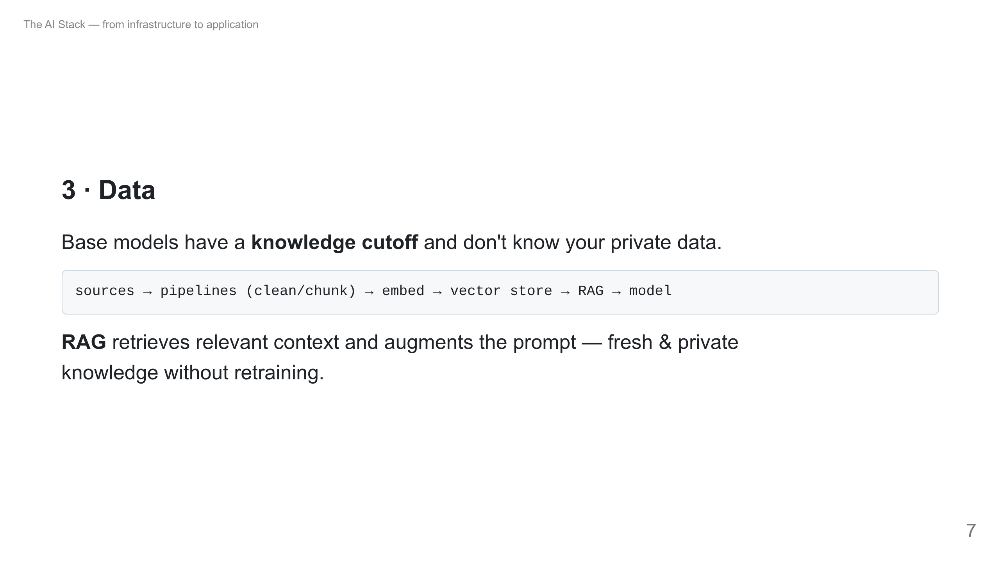 The AI Stack — from infrastructure to application
3 · Data
Base models have a knowledge cutoff and don't know your private data.
sources → pipelines (clean/chunk) → embed → vector store → RAG → model
RAG retrieves relevant context and augments the prompt — fresh & private
knowledge without retraining.
7